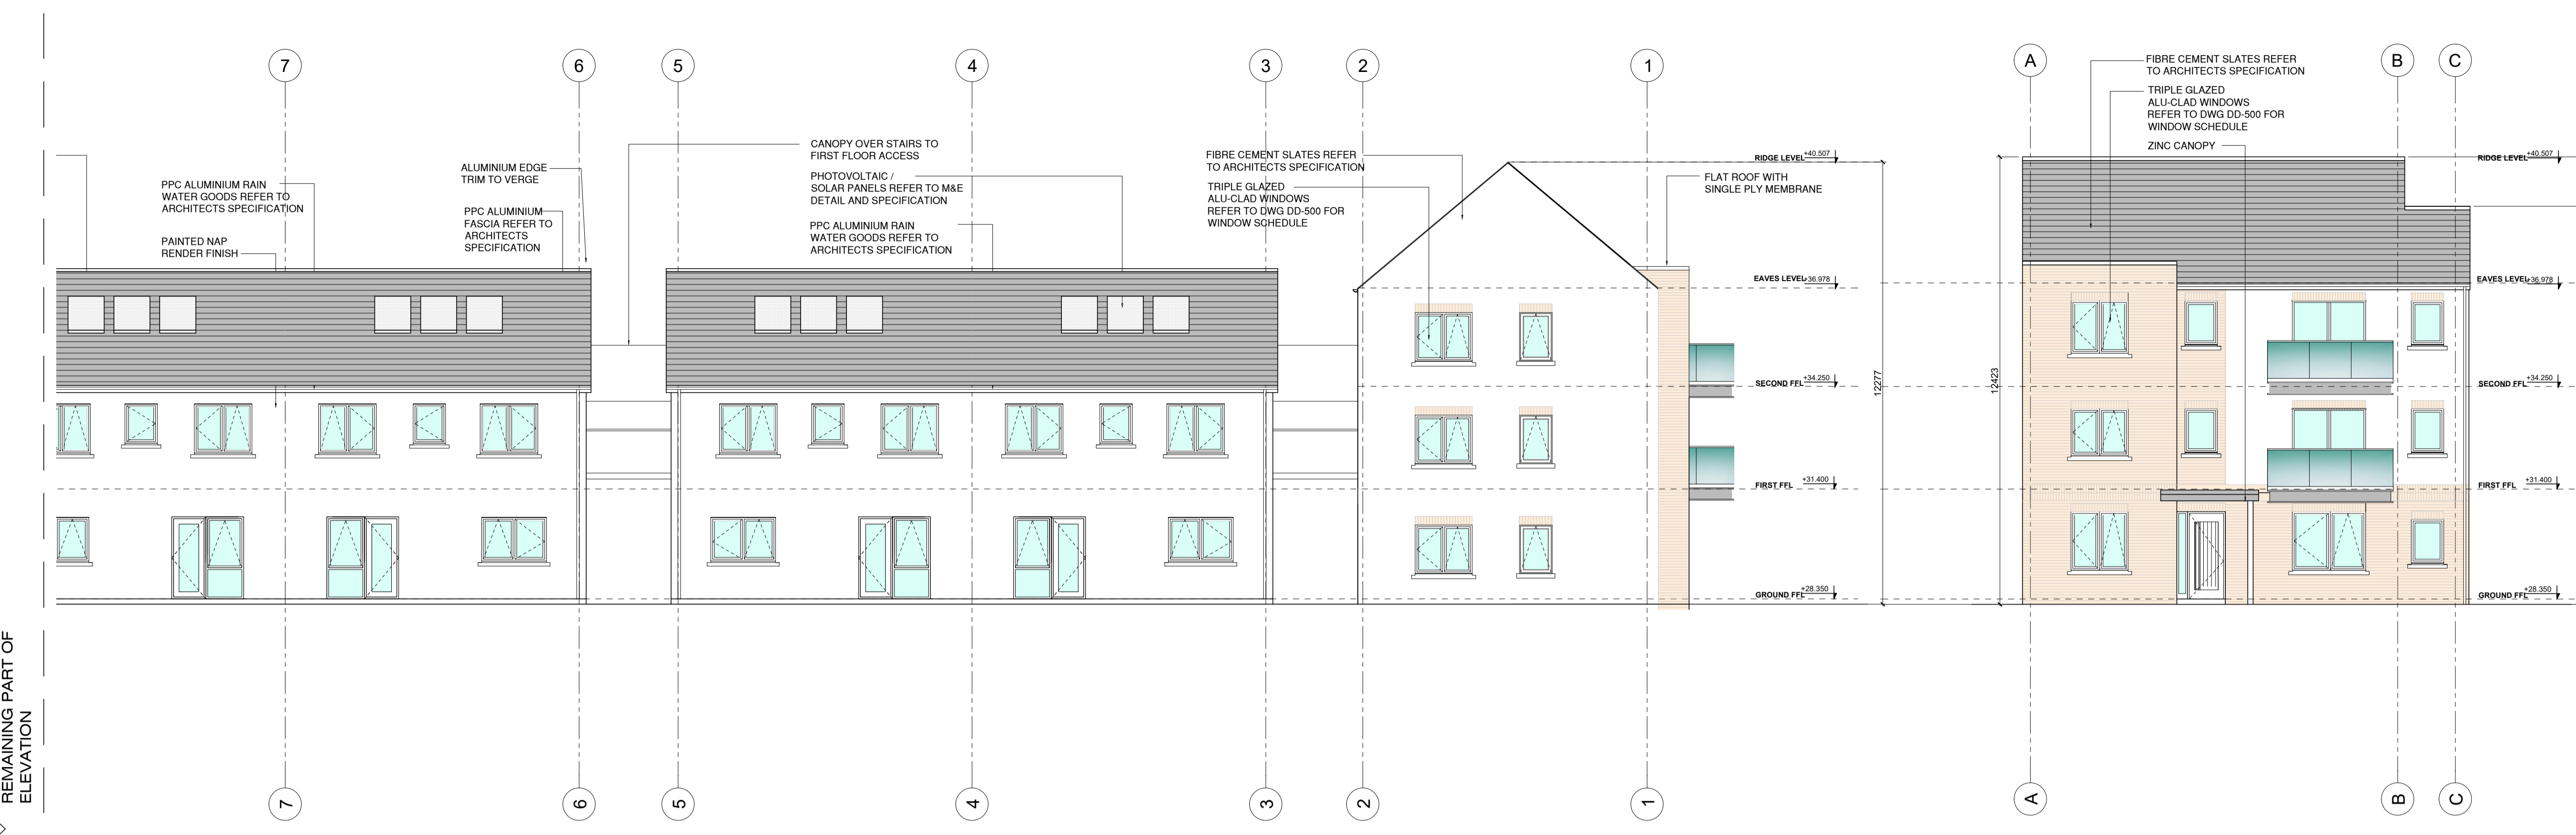 7
6
5
4
3
2
1
A
B
C
PPC ALUMINIUM RAIN
WATER GOODS REFER TO
ARCHITECTS SPECIFICATION
PAINTED NAP
RENDER FINISH
ALUMINIUM EDGE
TRIM TO VERGE
PPC ALUMINIUM
FASCIA REFER TO
ARCHITECTS
SPECIFICATION
CANOPY OVER STAIRS TO
FIRST FLOOR ACCESS
PHOTOVOLTAIC /
SOLAR PANELS REFER TO M&E
DETAIL AND SPECIFICATION
PPC ALUMINIUM RAIN
WATER GOODS REFER TO
ARCHITECTS SPECIFICATION
FIBRE CEMENT SLATES REFER
TO ARCHITECTS SPECIFICATION
TRIPLE GLAZED
ALU-CLAD WINDOWS
REFER TO DWG DD-500 FOR
WINDOW SCHEDULE
FLAT ROOF WITH
SINGLE PLY MEMBRANE
RIDGE LEVEL +40.507
EAVES LEVEL +36.978
SECOND FFL +34.250
FIRST FFL +31.400
GROUND FFL +28.350
12277
12423
FIBRE CEMENT SLATES REFER
TO ARCHITECTS SPECIFICATION
TRIPLE GLAZED
ALU-CLAD WINDOWS
REFER TO DWG DD-500 FOR
WINDOW SCHEDULE
ZINC CANOPY
RIDGE LEVEL +40.507
EAVES LEVEL +36.978
SECOND FFL +34.250
FIRST FFL +31.400
GROUND FFL +28.350
REMAINING PART OF
ELEVATION
7
6
5
4
3
2
1
A
B
C